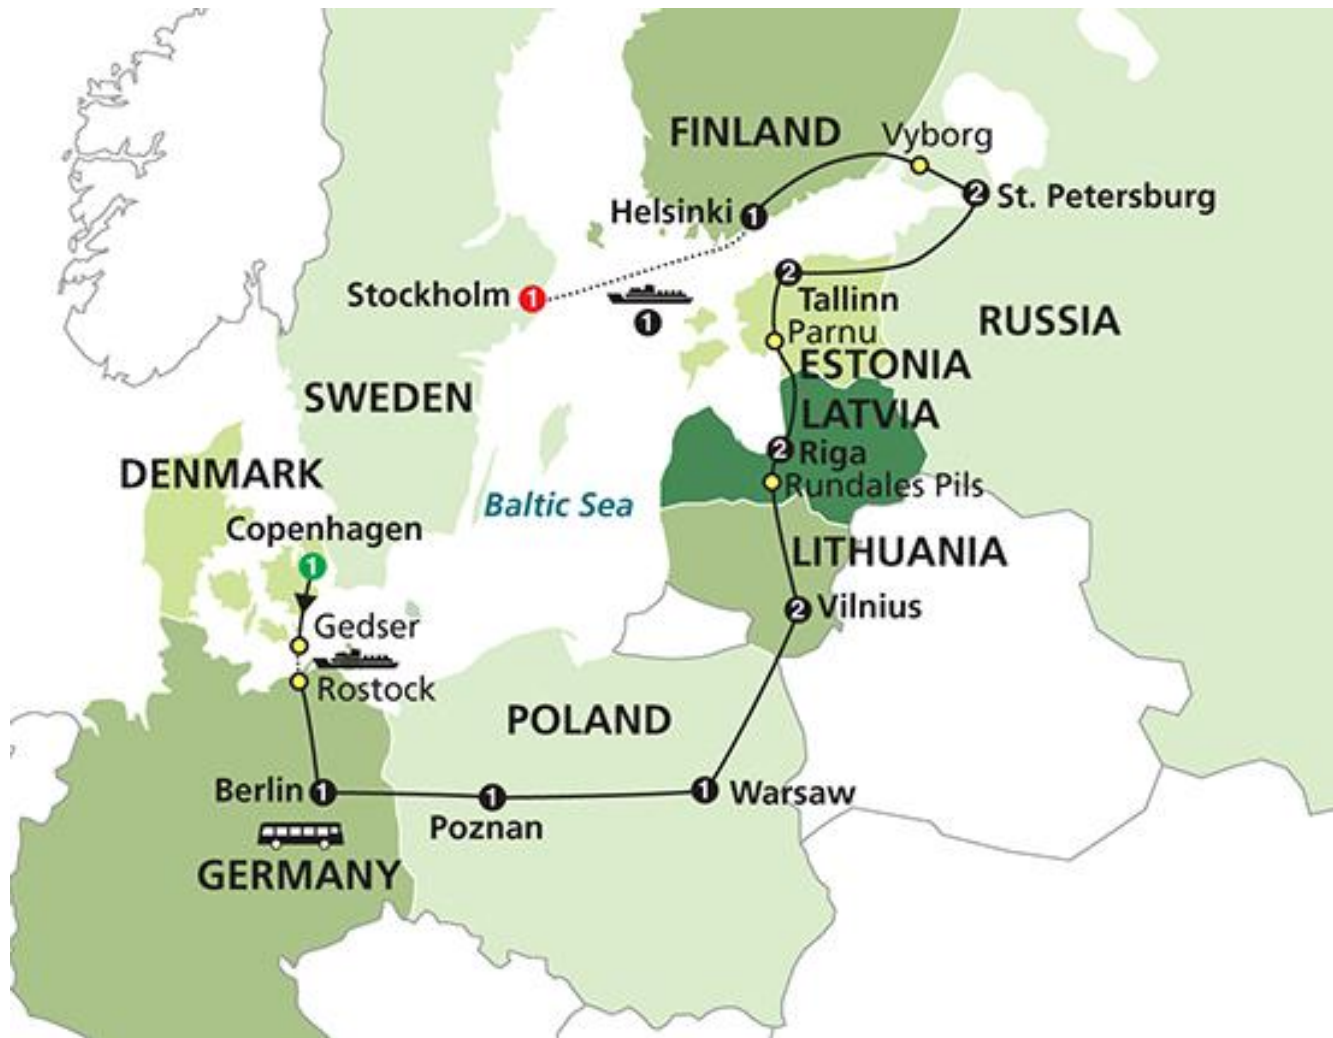 FINLAND
Vyborg
2 St. Petersburg
Helsinki 1
Stockholm 1
1
2
Tallinn
Parnu
RUSSIA
ESTONIA
SWEDEN
LATVIA
2 Riga
Rundales Pils
DENMARK
Baltic Sea
Copenhagen
1
LITHUANIA
2 Vilnius
Gedser
Rostock
POLAND
Berlin 1
1
Poznan
1 Warsaw
GERMANY